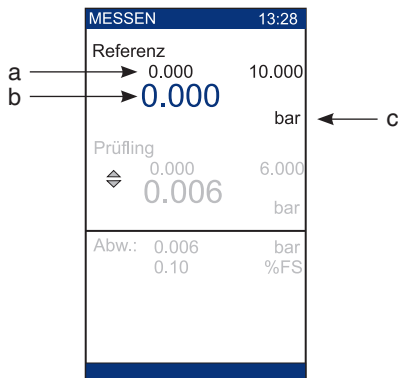 MESSEN 13:28
Referenz
a 0.000 10.000
b 0.000
bar c
Prüfling
0.000 6.000
0.006
bar
Abw.: 0.006 bar
0.10 %FS